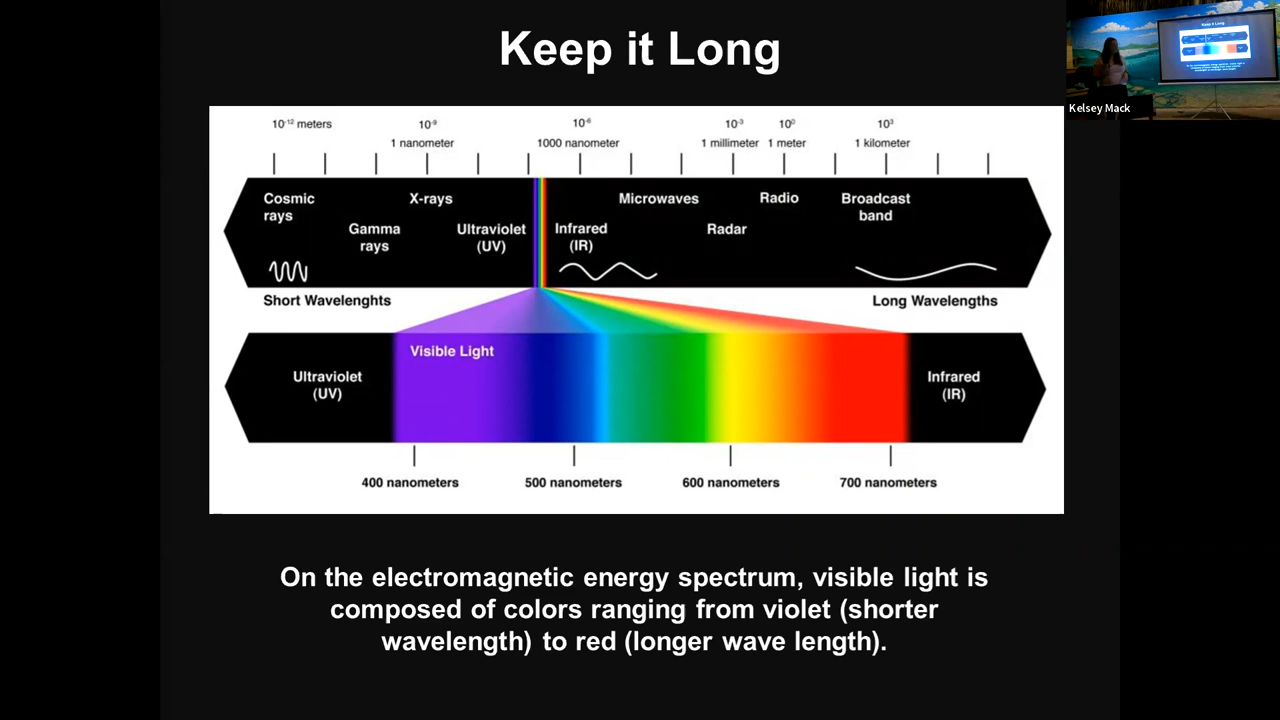 Keep it Long
Kelsey Mack
10-12 meters 10-9 10-6 10-3 100 103
1 nanometer 1000 nanometer 1 millimeter 1 meter 1 kilometer
Cosmic
rays
Gamma
rays
X-rays
Ultraviolet
(UV)
Infrared
(IR)
Microwaves
Radar
Radio
Broadcast
band
Short Wavelenghts
Long Wavelengths
Visible Light
Ultraviolet
(UV)
Infrared
(IR)
400 nanometers 500 nanometers 600 nanometers 700 nanometers
On the electromagnetic energy spectrum, visible light is
composed of colors ranging from violet (shorter
wavelength) to red (longer wave length).